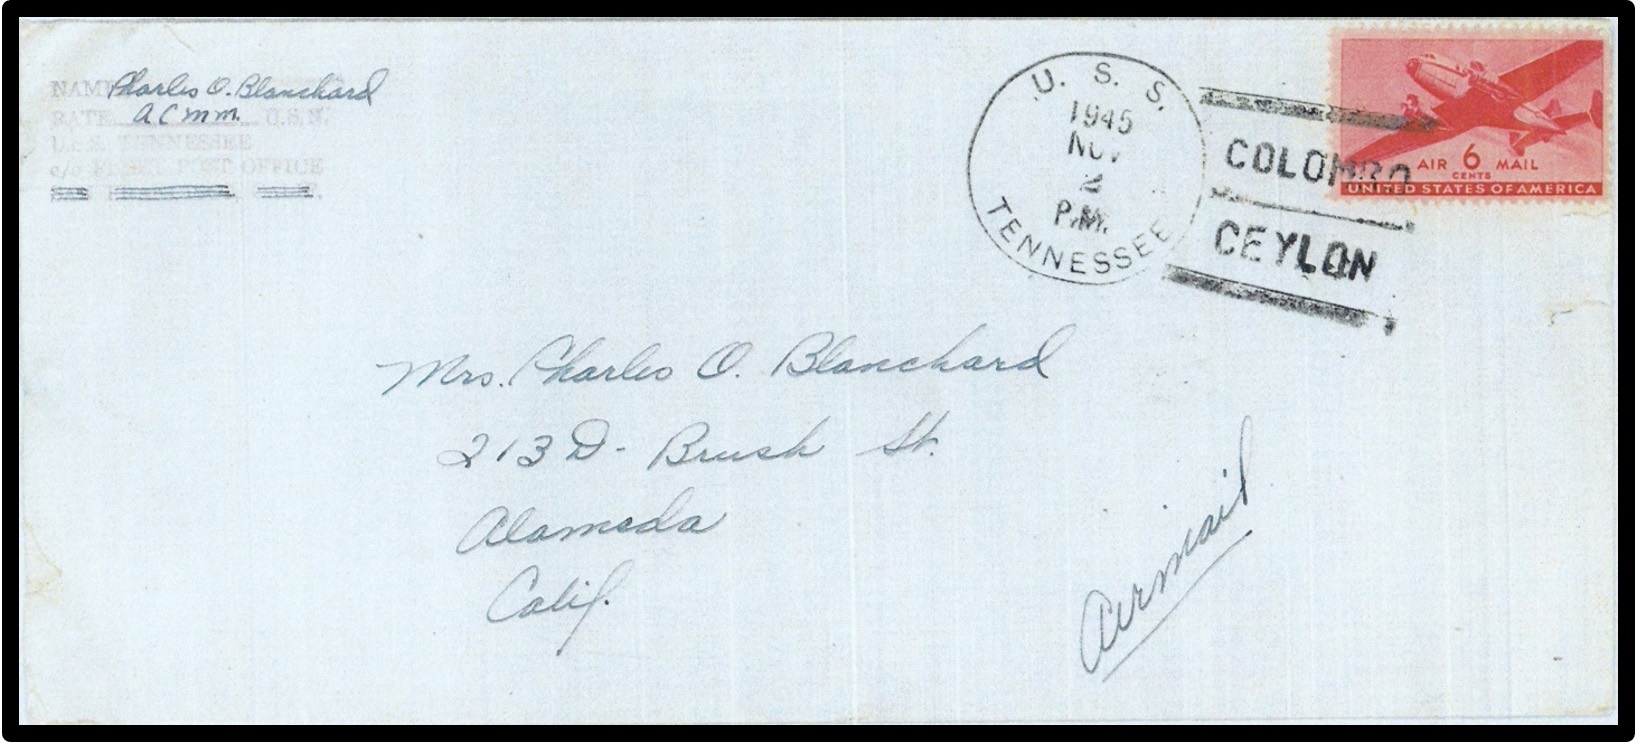 NAME Charles O. Blanchard
RATE ACMM. U.S.N.
U.S.S. TENNESSEE
c/o FLEET POST OFFICE
U. S. S.
1945
NOV
2
P.M.
TENNESSEE
COLOMBO
CEYLON
AIR 6 MAIL
CENTS
UNITED STATES OF AMERICA
Mrs. Charles O. Blanchard
213 D - Brush St.
Alameda
Calif.
Airmail